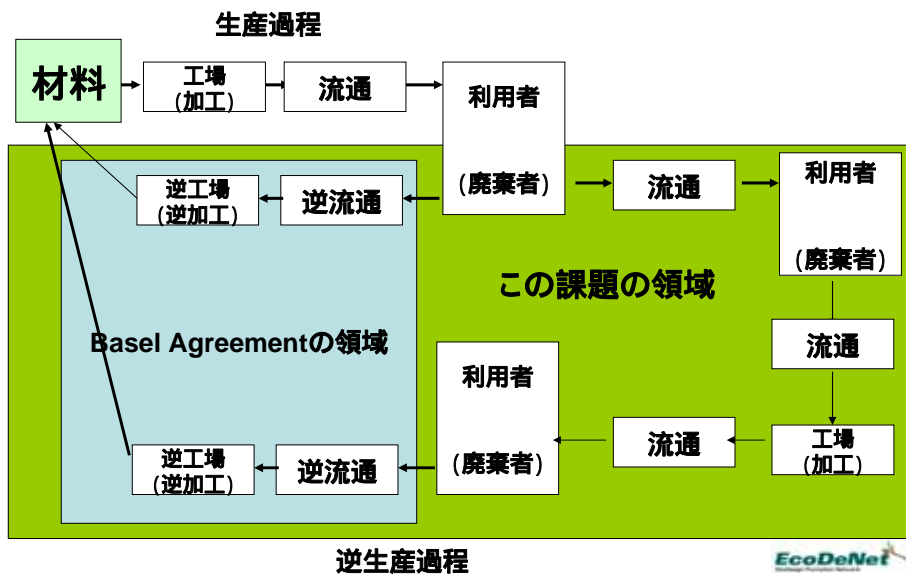 生産過程
材料
工場
(加工)
流通
利用者
(廃棄者)
逆工場
(逆加工)
逆流通
流通
利用者
(廃棄者)
この課題の領域
Basel Agreementの領域
流通
利用者
(廃棄者)
流通
工場
(加工)
逆工場
(逆加工)
逆流通
逆生産過程
EcoDeNet